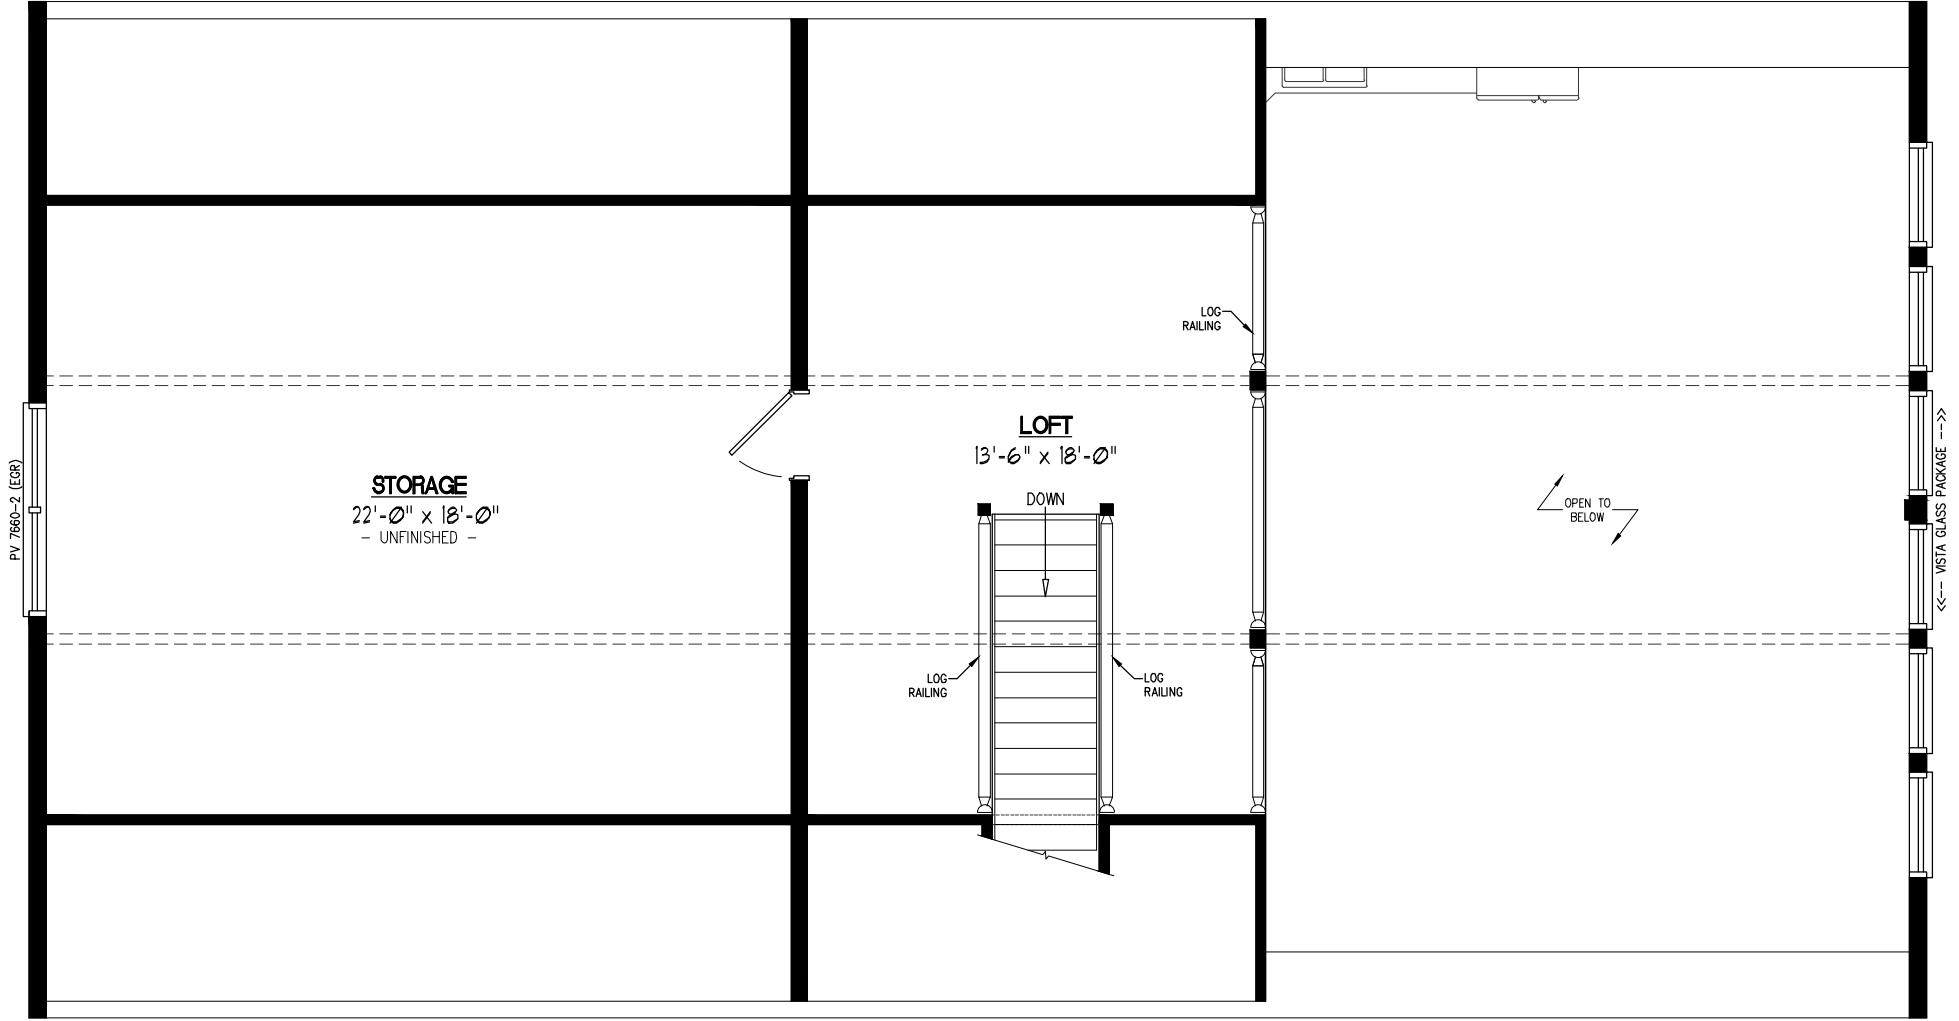 LOG
RAILING
LOFT
13'-6" x 18'-0"
STORAGE
22'-0" x 18'-0"
- UNFINISHED -
DOWN
OPEN TO
BELOW
LOG
RAILING
LOG
RAILING
PV 7660-2 (EGR)
<<-- VISTA GLASS PACKAGE -->>